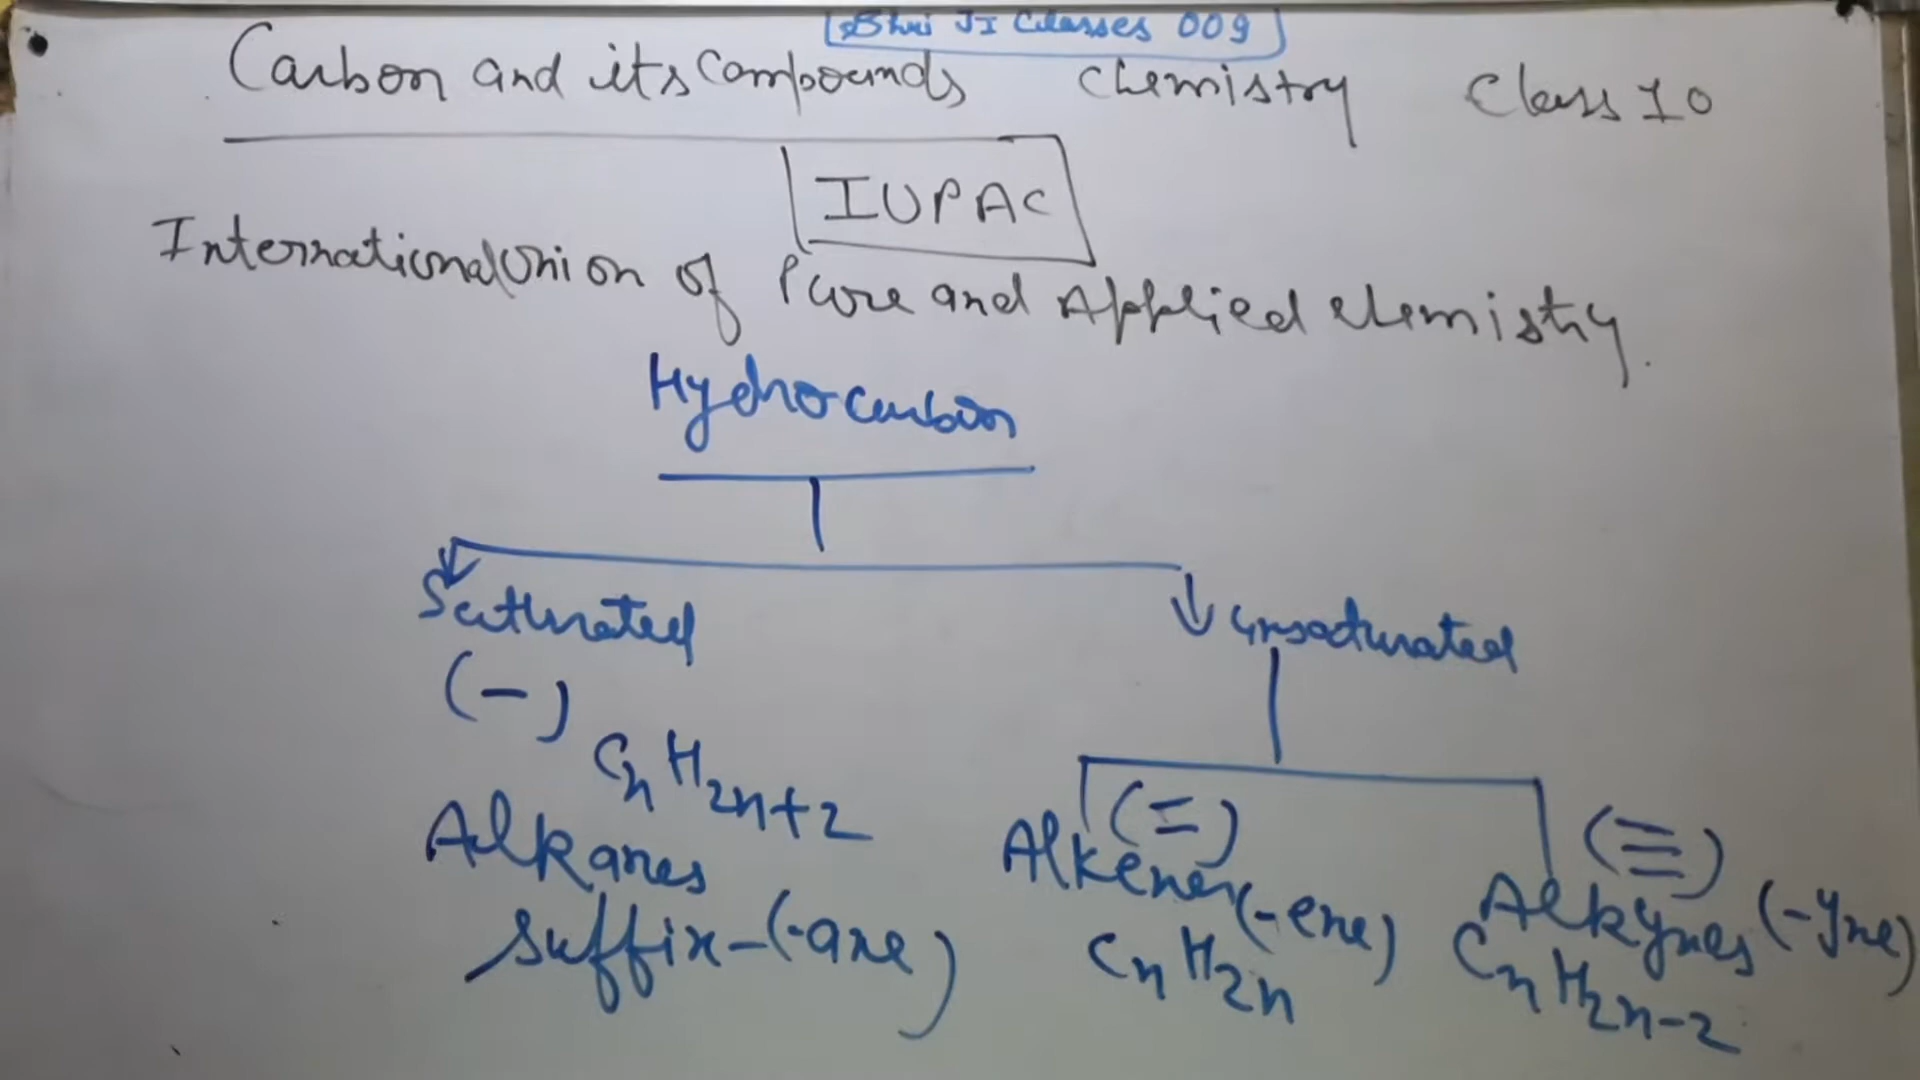 Shri JI Classes 009
Carbon and its Compounds Chemistry Class 10
IUPAC
International Union of Pure and Applied chemistry.
Hydrocarbon
Saturated
Unsaturated
(-)
CnH2n+2
(=)
(≡)
Alkanes
Alkenes (-ene)
Alkynes (-yne)
suffix-(-ane)
CnH2n
CnH2n-2